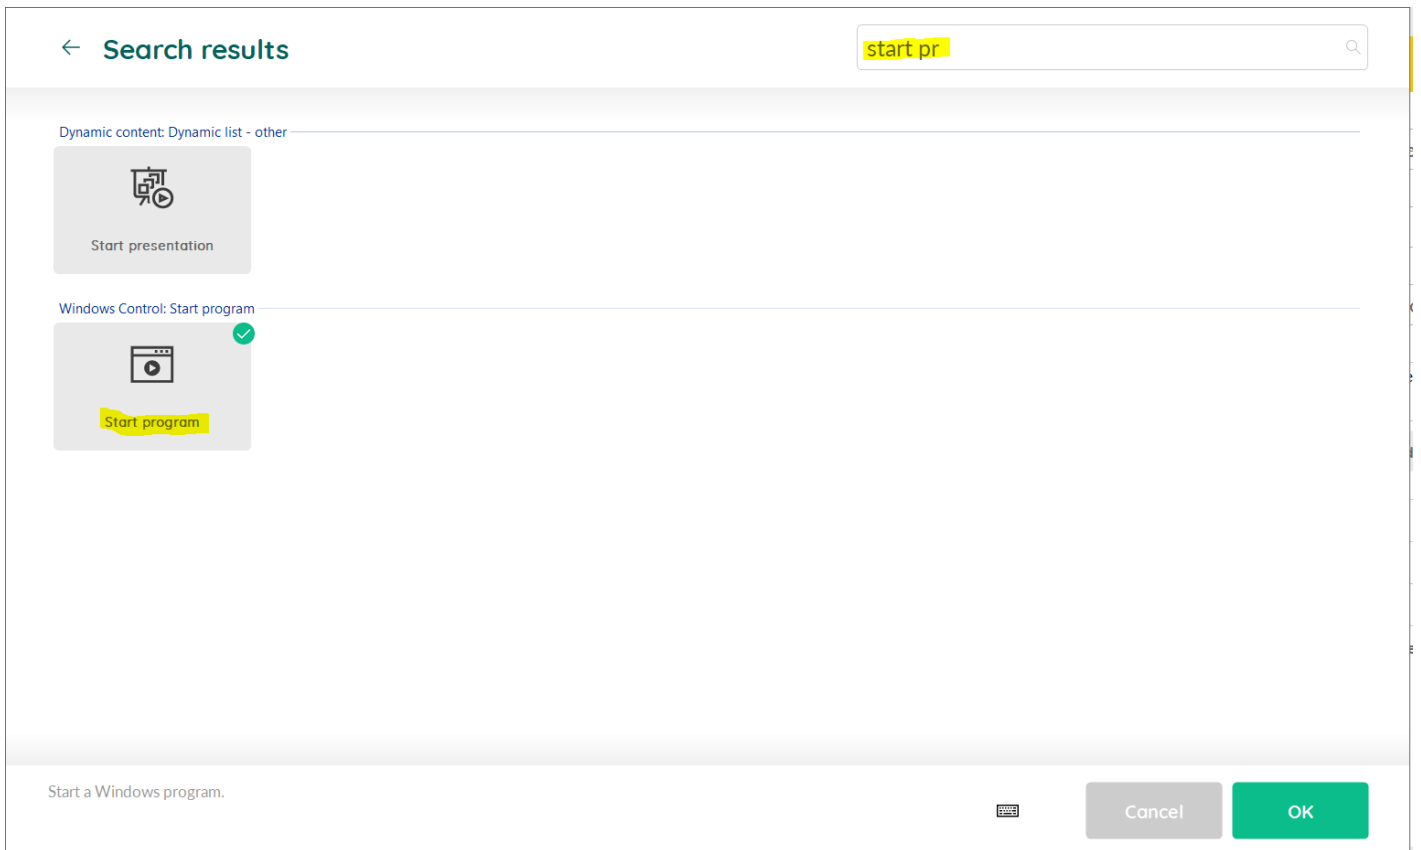 Search results
start pr
Dynamic content: Dynamic list - other
Start presentation
Windows Control: Start program
Start program
Start a Windows program.
Cancel
OK